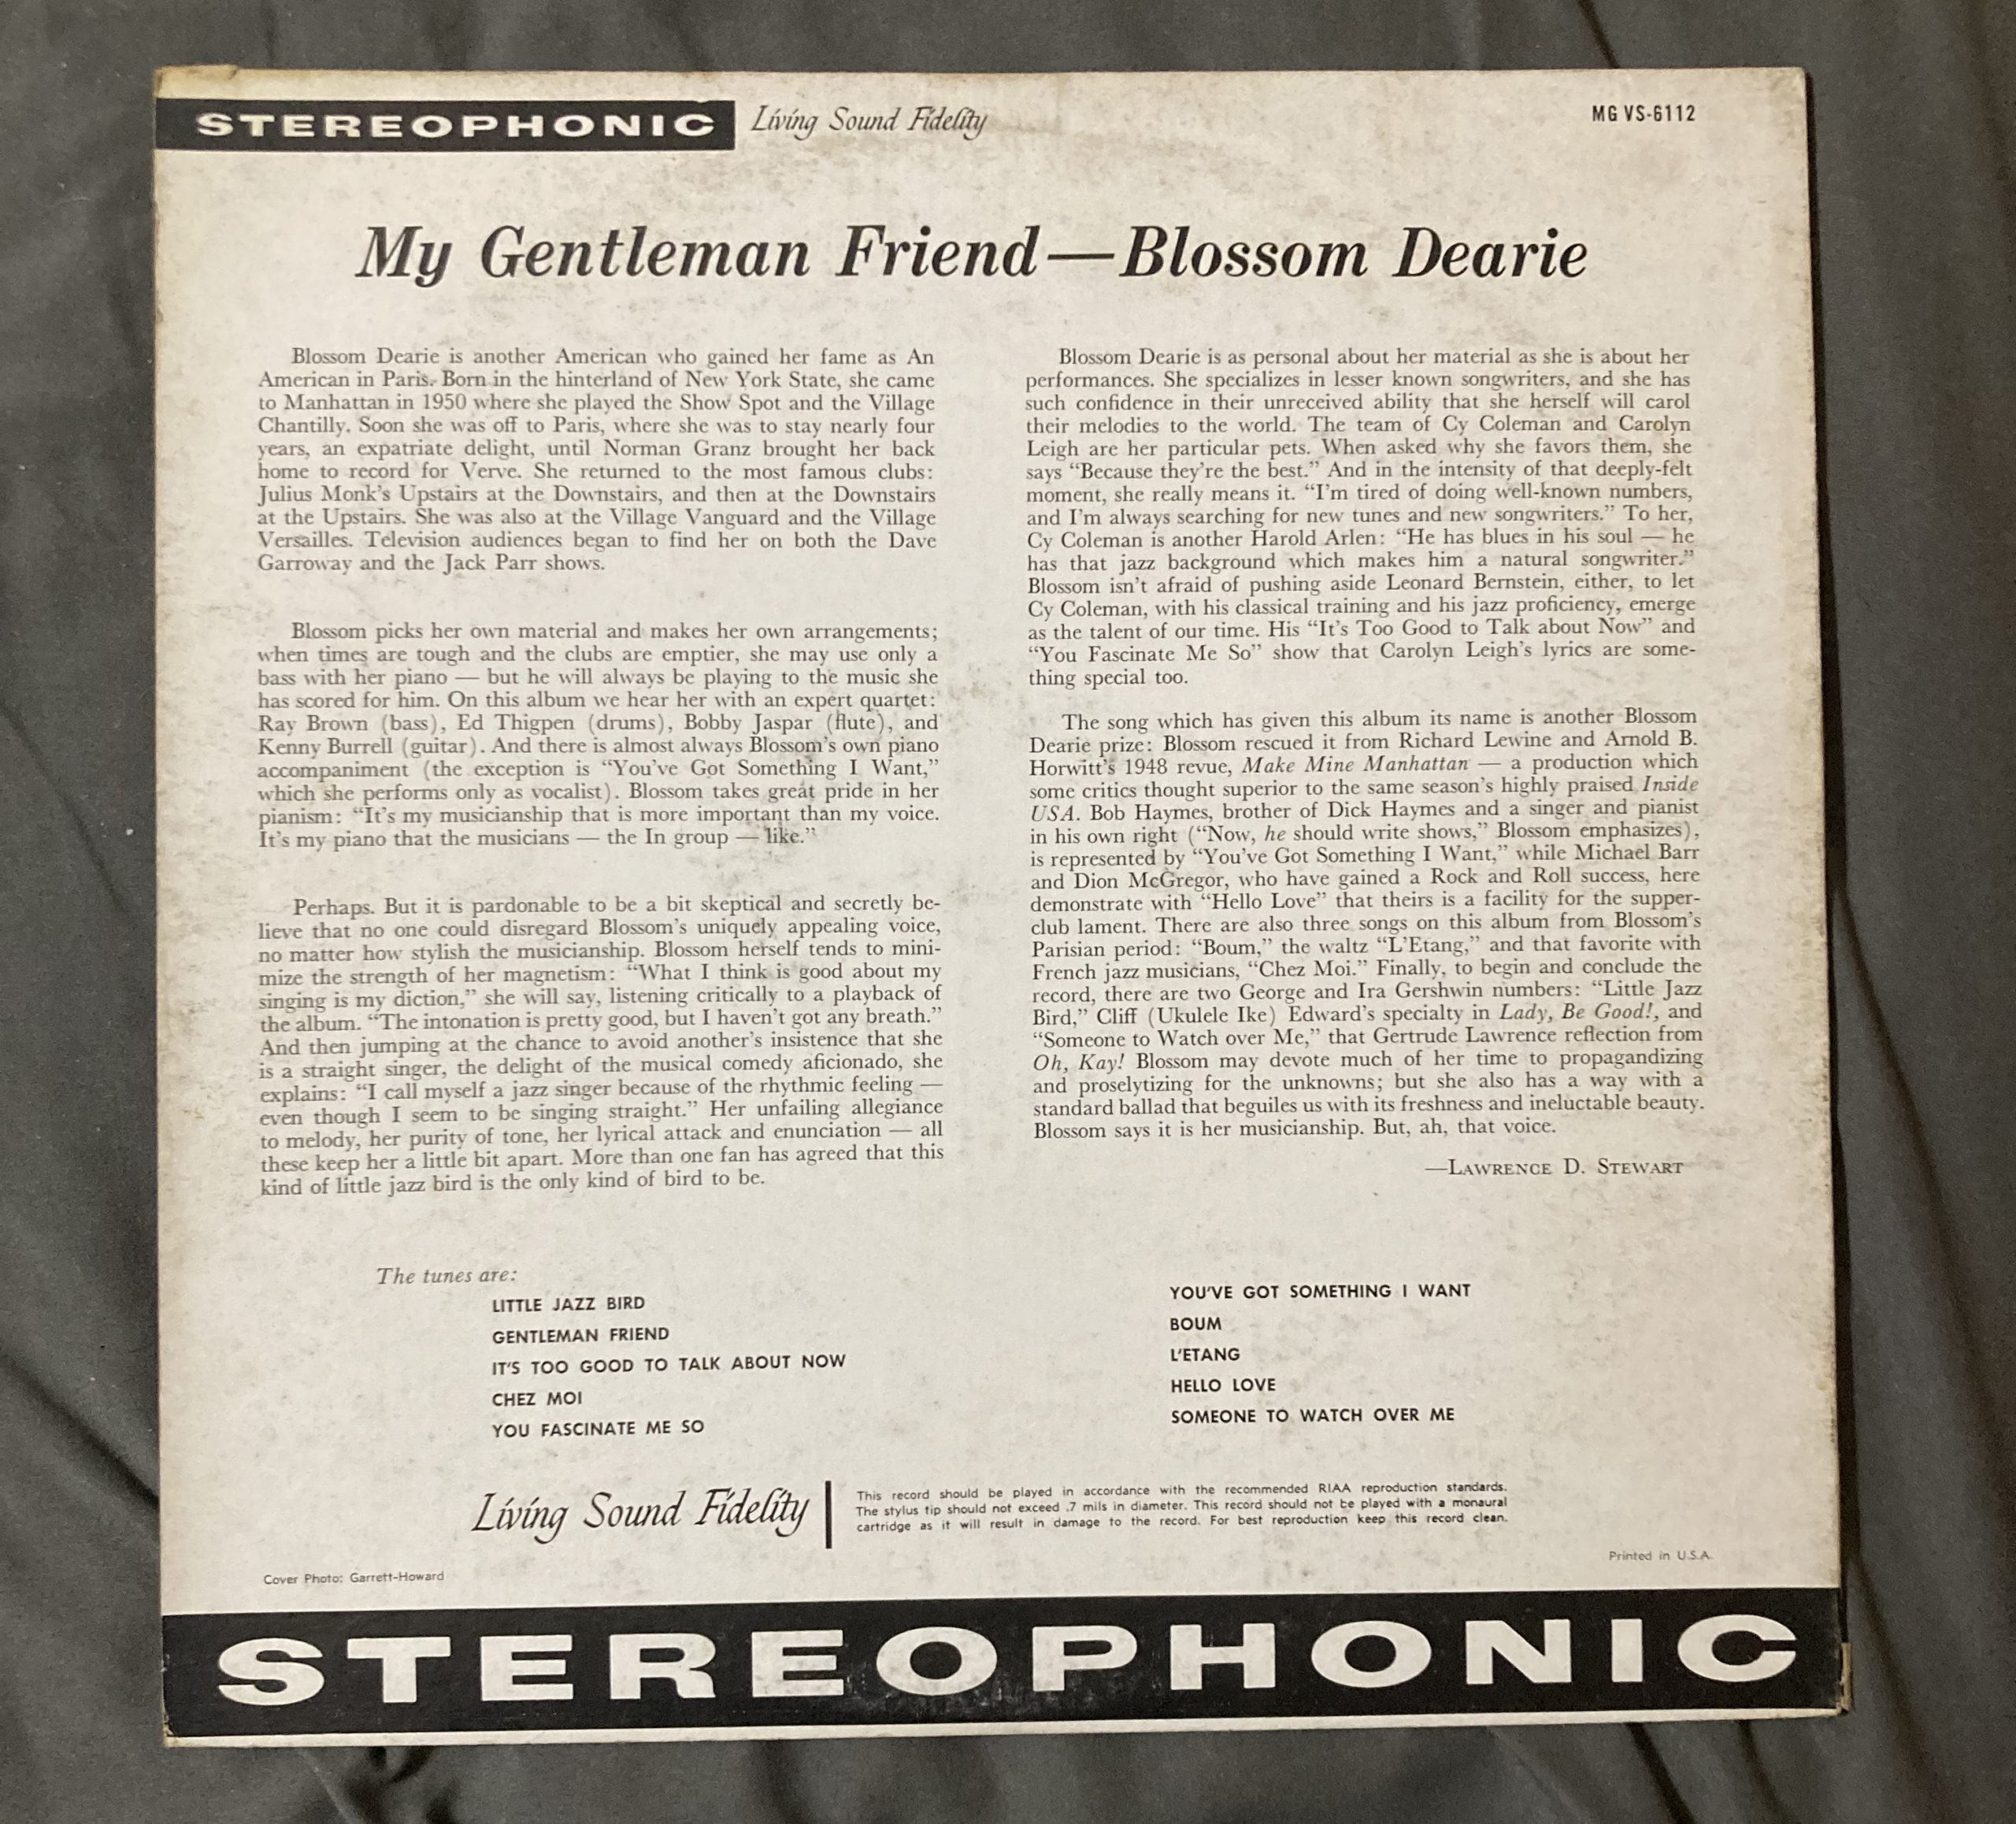 STEREOPHONIC Living Sound Fidelity
MG VS-6112
My Gentleman Friend—Blossom Dearie
Blossom Dearie is another American who gained her fame as An
American in Paris. Born in the hinterland of New York State, she came
to Manhattan in 1950 where she played the Show Spot and the Village
Chantilly. Soon she was off to Paris, where she was to stay nearly four
years, an expatriate delight, until Norman Granz brought her back
home to record for Verve. She returned to the most famous clubs:
Julius Monk's Upstairs at the Downstairs, and then at the Downstairs
at the Upstairs. She was also at the Village Vanguard and the Village
Versailles. Television audiences began to find her on both the Dave
Garroway and the Jack Parr shows.
Blossom picks her own material and makes her own arrangements;
when times are tough and the clubs are emptier, she may use only a
bass with her piano — but he will always be playing to the music she
has scored for him. On this album we hear her with an expert quartet:
Ray Brown (bass), Ed Thigpen (drums), Bobby Jaspar (flute), and
Kenny Burrell (guitar). And there is almost always Blossom's own piano
accompaniment (the exception is “You've Got Something I Want,”
which she performs only as vocalist). Blossom takes great pride in her
pianism: “It's my musicianship that is more important than my voice.
It's my piano that the musicians — the In group — like.”
Perhaps. But it is pardonable to be a bit skeptical and secretly be-
lieve that no one could disregard Blossom's uniquely appealing voice,
no matter how stylish the musicianship. Blossom herself tends to mini-
mize the strength of her magnetism: “What I think is good about my
singing is my diction,” she will say, listening critically to a playback of
the album. “The intonation is pretty good, but I haven't got any breath.”
And then jumping at the chance to avoid another's insistence that she
is a straight singer, the delight of the musical comedy aficionado, she
explains: “I call myself a jazz singer because of the rhythmic feeling —
even though I seem to be singing straight.” Her unfailing allegiance
to melody, her purity of tone, her lyrical attack and enunciation — all
these keep her a little bit apart. More than one fan has agreed that this
kind of little jazz bird is the only kind of bird to be.
Blossom Dearie is as personal about her material as she is about her
performances. She specializes in lesser known songwriters, and she has
such confidence in their unreceived ability that she herself will carol
their melodies to the world. The team of Cy Coleman and Carolyn
Leigh are her particular pets. When asked why she favors them, she
says “Because they're the best.” And in the intensity of that deeply-felt
moment, she really means it. “I'm tired of doing well-known numbers,
and I'm always searching for new tunes and new songwriters.” To her,
Cy Coleman is another Harold Arlen: “He has blues in his soul — he
has that jazz background which makes him a natural songwriter.”
Blossom isn't afraid of pushing aside Leonard Bernstein, either, to let
Cy Coleman, with his classical training and his jazz proficiency, emerge
as the talent of our time. His “It's Too Good to Talk about Now” and
“You Fascinate Me So” show that Carolyn Leigh's lyrics are some-
thing special too.
The song which has given this album its name is another Blossom
Dearie prize: Blossom rescued it from Richard Lewine and Arnold B.
Horwitt's 1948 revue, Make Mine Manhattan — a production which
some critics thought superior to the same season's highly praised Inside
USA. Bob Haymes, brother of Dick Haymes and a singer and pianist
in his own right (“Now, he should write shows,” Blossom emphasizes),
is represented by “You've Got Something I Want,” while Michael Barr
and Dion McGregor, who have gained a Rock and Roll success, here
demonstrate with “Hello Love” that theirs is a facility for the supper-
club lament. There are also three songs on this album from Blossom's
Parisian period: “Boum,” the waltz “L'Etang,” and that favorite with
French jazz musicians, “Chez Moi.” Finally, to begin and conclude the
record, there are two George and Ira Gershwin numbers: “Little Jazz
Bird,” Cliff (Ukulele Ike) Edward's specialty in Lady, Be Good!, and
“Someone to Watch over Me,” that Gertrude Lawrence reflection from
Oh, Kay! Blossom may devote much of her time to propagandizing
and proselytizing for the unknowns; but she also has a way with a
standard ballad that beguiles us with its freshness and ineluctable beauty.
Blossom says it is her musicianship. But, ah, that voice.
—LAWRENCE D. STEWART
The tunes are:
LITTLE JAZZ BIRD
GENTLEMAN FRIEND
IT'S TOO GOOD TO TALK ABOUT NOW
CHEZ MOI
YOU FASCINATE ME SO
YOU'VE GOT SOMETHING I WANT
BOUM
L'ETANG
HELLO LOVE
SOMEONE TO WATCH OVER ME
Living Sound Fidelity
This record should be played in accordance with the recommended RIAA reproduction standards.
The stylus tip should not exceed .7 mils in diameter. This record should not be played with a monaural
cartridge as it will result in damage to the record. For best reproduction keep this record clean.
Printed in U.S.A.
Cover Photo: Garrett-Howard
STEREOPHONIC